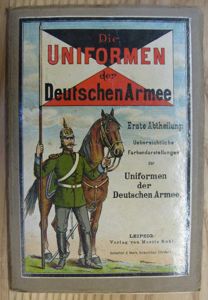 Die
UNIFORMEN
der
Deutschen Armee
Erste Abtheilung:
Uebersichtliche
Farbendarstellungen
der
Uniformen
der
Deutschen Armee.
LEIPZIG.
Verlag von Moritz Ruhl